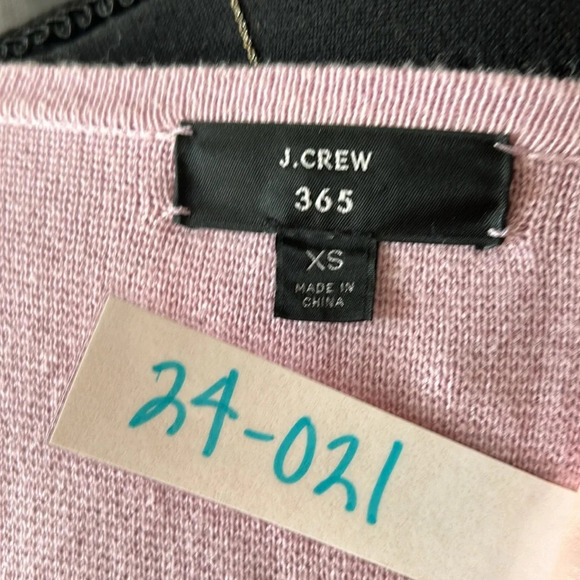 J.CREW
365
XS
MADE IN
CHINA
24-021